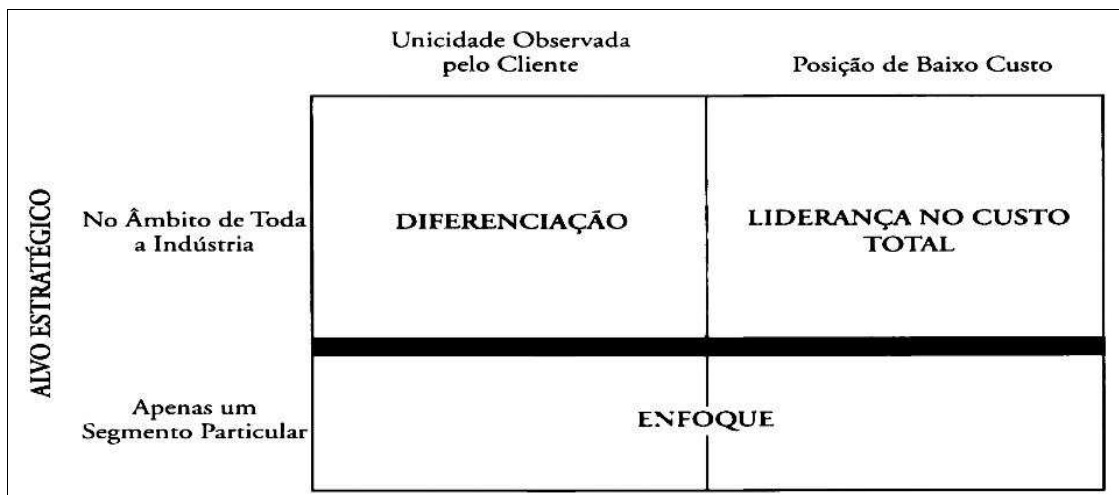 Unicidade Observada
pelo Cliente
Posição de Baixo Custo
ALVO ESTRATÉGICO
No Âmbito de Toda
a Indústria
DIFERENCIAÇÃO
LIDERANÇA NO CUSTO
TOTAL
Apenas um
Segmento Particular
ENFOQUE